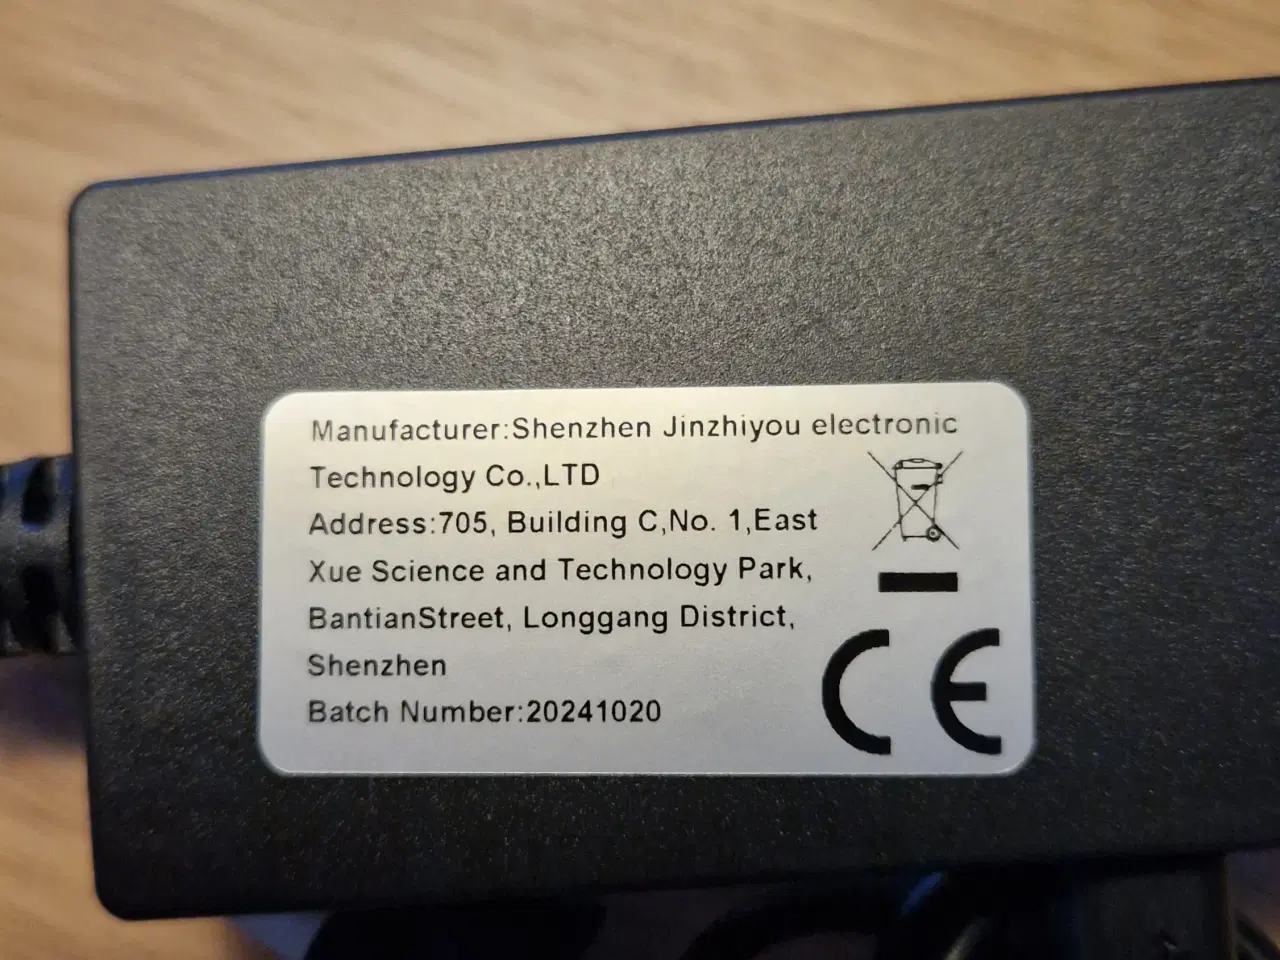 Manufacturer:Shenzhen Jinzhiyou electronic
Technology Co.,LTD
Address:705, Building C,No. 1,East
Xue Science and Technology Park,
BantianStreet, Longgang District,
Shenzhen
Batch Number:20241020
CE